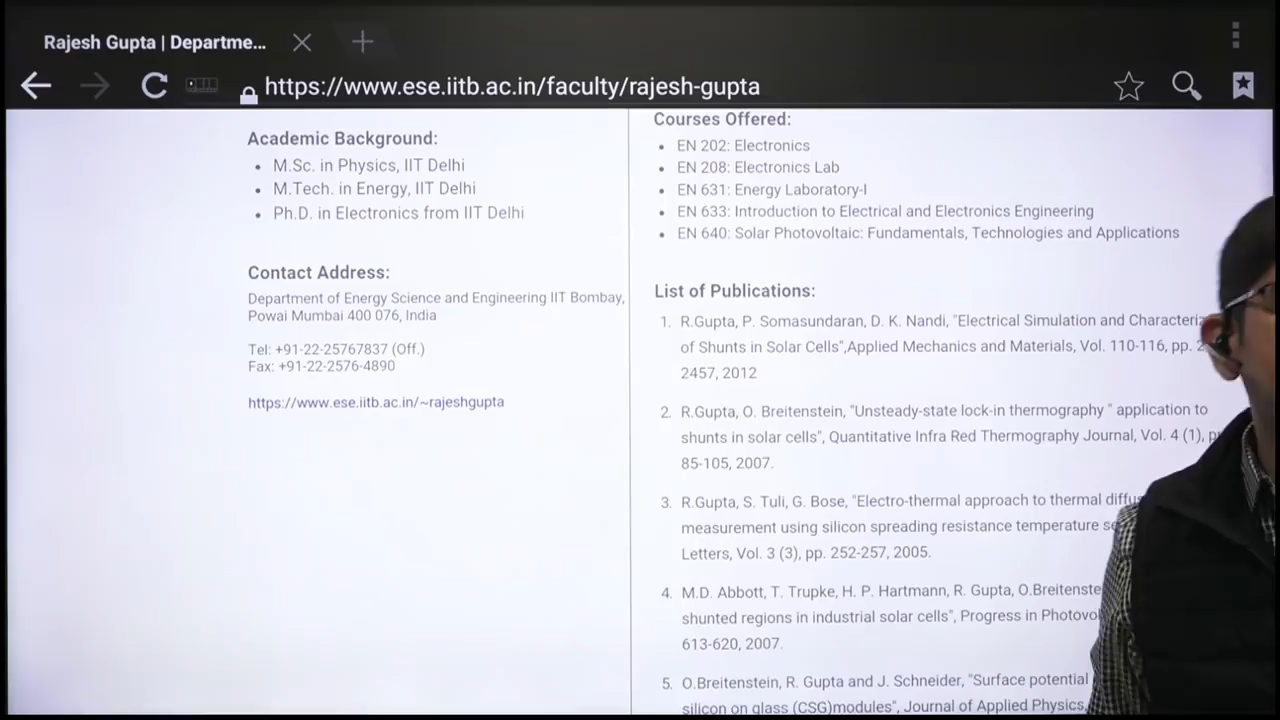 Rajesh Gupta | Departme...
https://www.ese.iitb.ac.in/faculty/rajesh-gupta
Academic Background:
• M.Sc. in Physics, IIT Delhi
• M.Tech. in Energy, IIT Delhi
• Ph.D. in Electronics from IIT Delhi
Contact Address:
Department of Energy Science and Engineering IIT Bombay,
Powai Mumbai 400 076, India
Tel: +91-22-25767837 (Off.)
Fax: +91-22-2576-4890
https://www.ese.iitb.ac.in/~rajeshgupta
Courses Offered:
• EN 202: Electronics
• EN 208: Electronics Lab
• EN 631: Energy Laboratory-I
• EN 633: Introduction to Electrical and Electronics Engineering
• EN 640: Solar Photovoltaic: Fundamentals, Technologies and Applications
List of Publications:
1. R.Gupta, P. Somasundaran, D. K. Nandi, "Electrical Simulation and
of Shunts in Solar Cells",Applied Mechanics and Materials, Vol. 110-116, pp.
2457, 2012
2. R.Gupta, O. Breitenstein, "Unsteady-state lock-in thermography " application to
shunts in solar cells", Quantitative Infra Red Thermography Journal, Vol. 4 (1),
85-105, 2007.
3. R.Gupta, S. Tuli, G. Bose, "Electro-thermal approach to thermal
measurement using silicon spreading resistance temperature
Letters, Vol. 3 (3), pp. 252-257, 2005.
4. M.D. Abbott, T. Trupke, H. P. Hartmann, R. Gupta,
shunted regions in industrial solar cells", Progress in
613-620, 2007.
5. O.Breitenstein, R. Gupta and J. Schneider, "Surface potential
silicon on glass (CSG)modules", Journal of Applied Physics,